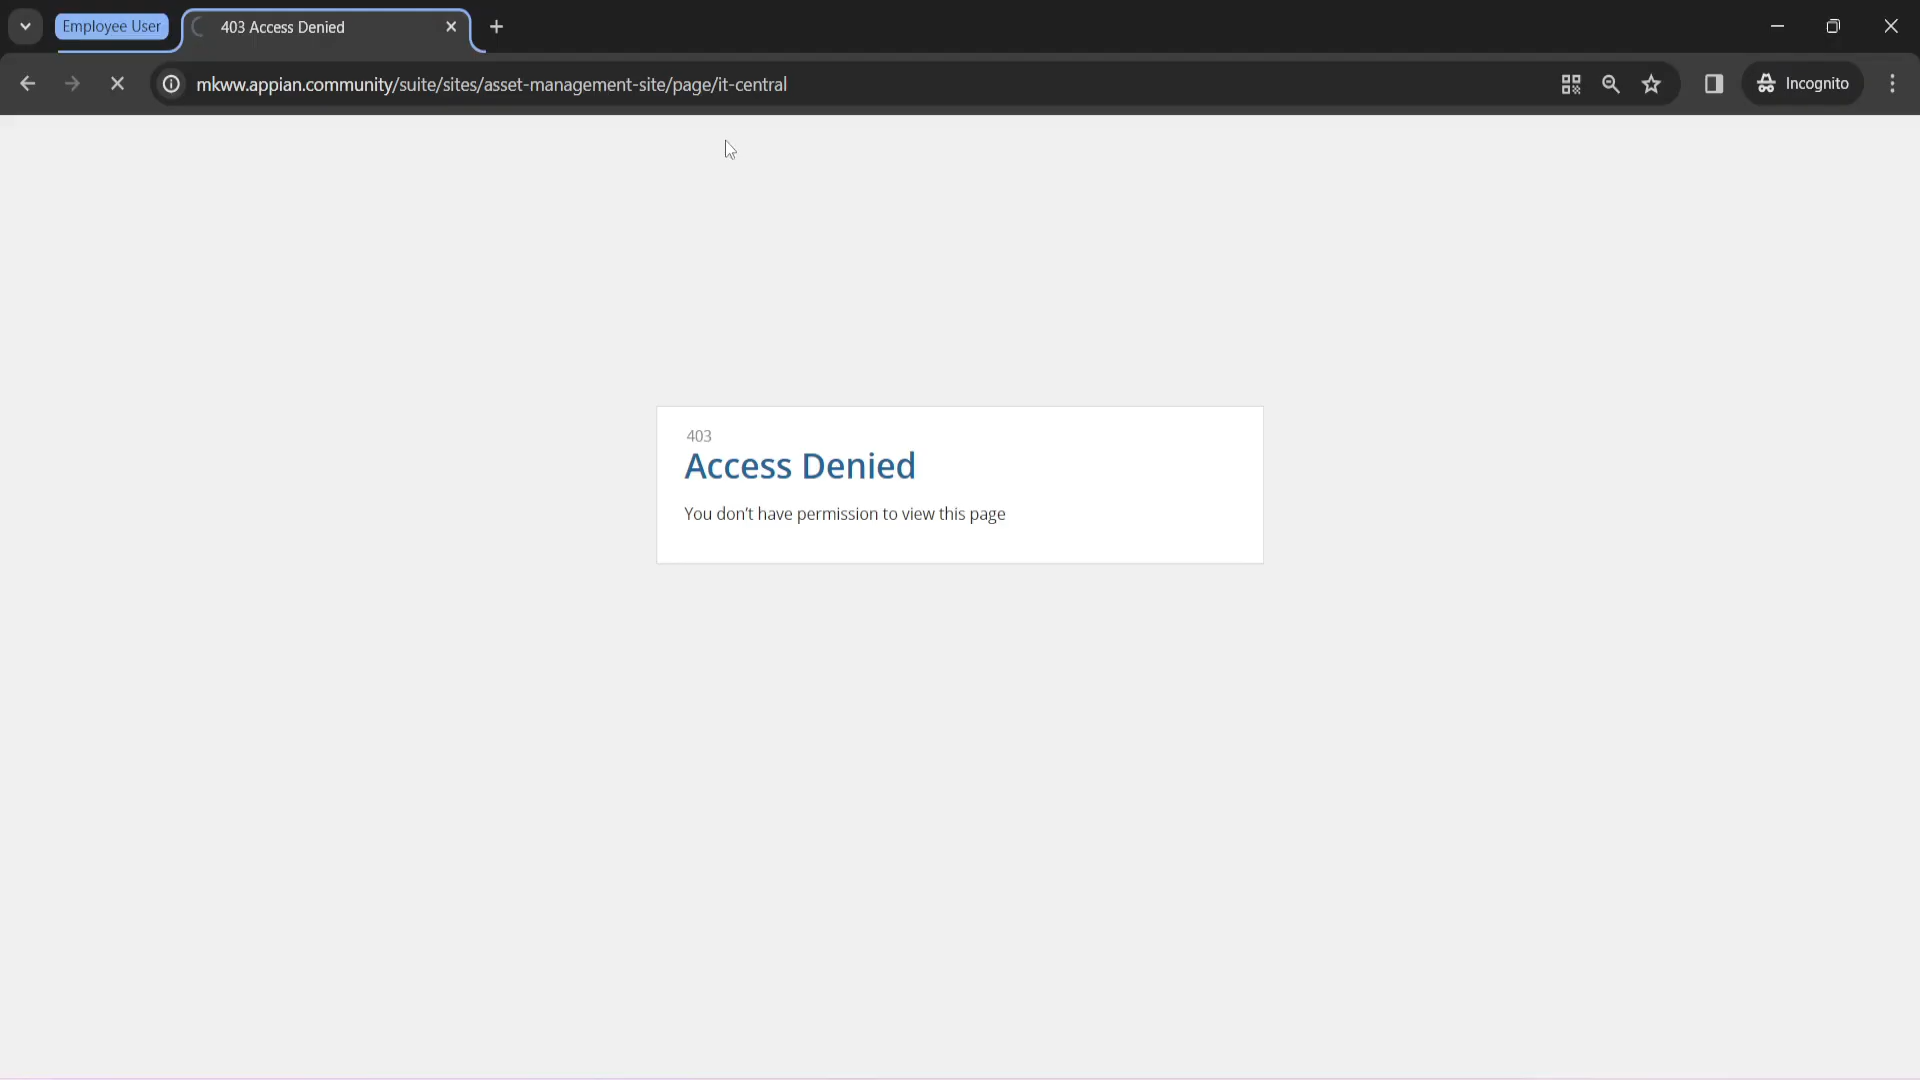 Employee User
403 Access Denied
mkww.appian.community/suite/sites/asset-management-site/page/it-central
Incognito
403
Access Denied
You don't have permission to view this page